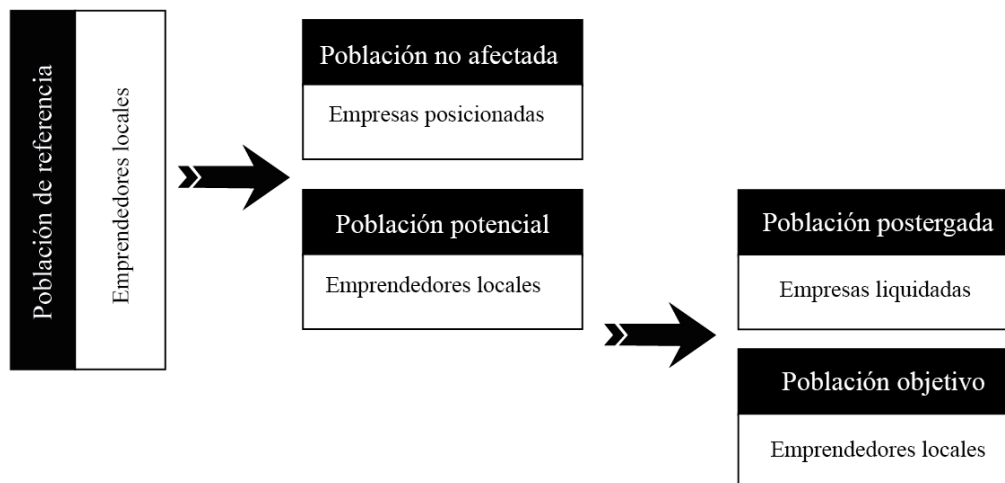 Población de referencia
Emprendedores locales
Población no afectada
Empresas posicionadas
Población potencial
Emprendedores locales
Población postergada
Empresas liquidadas
Población objetivo
Emprendedores locales